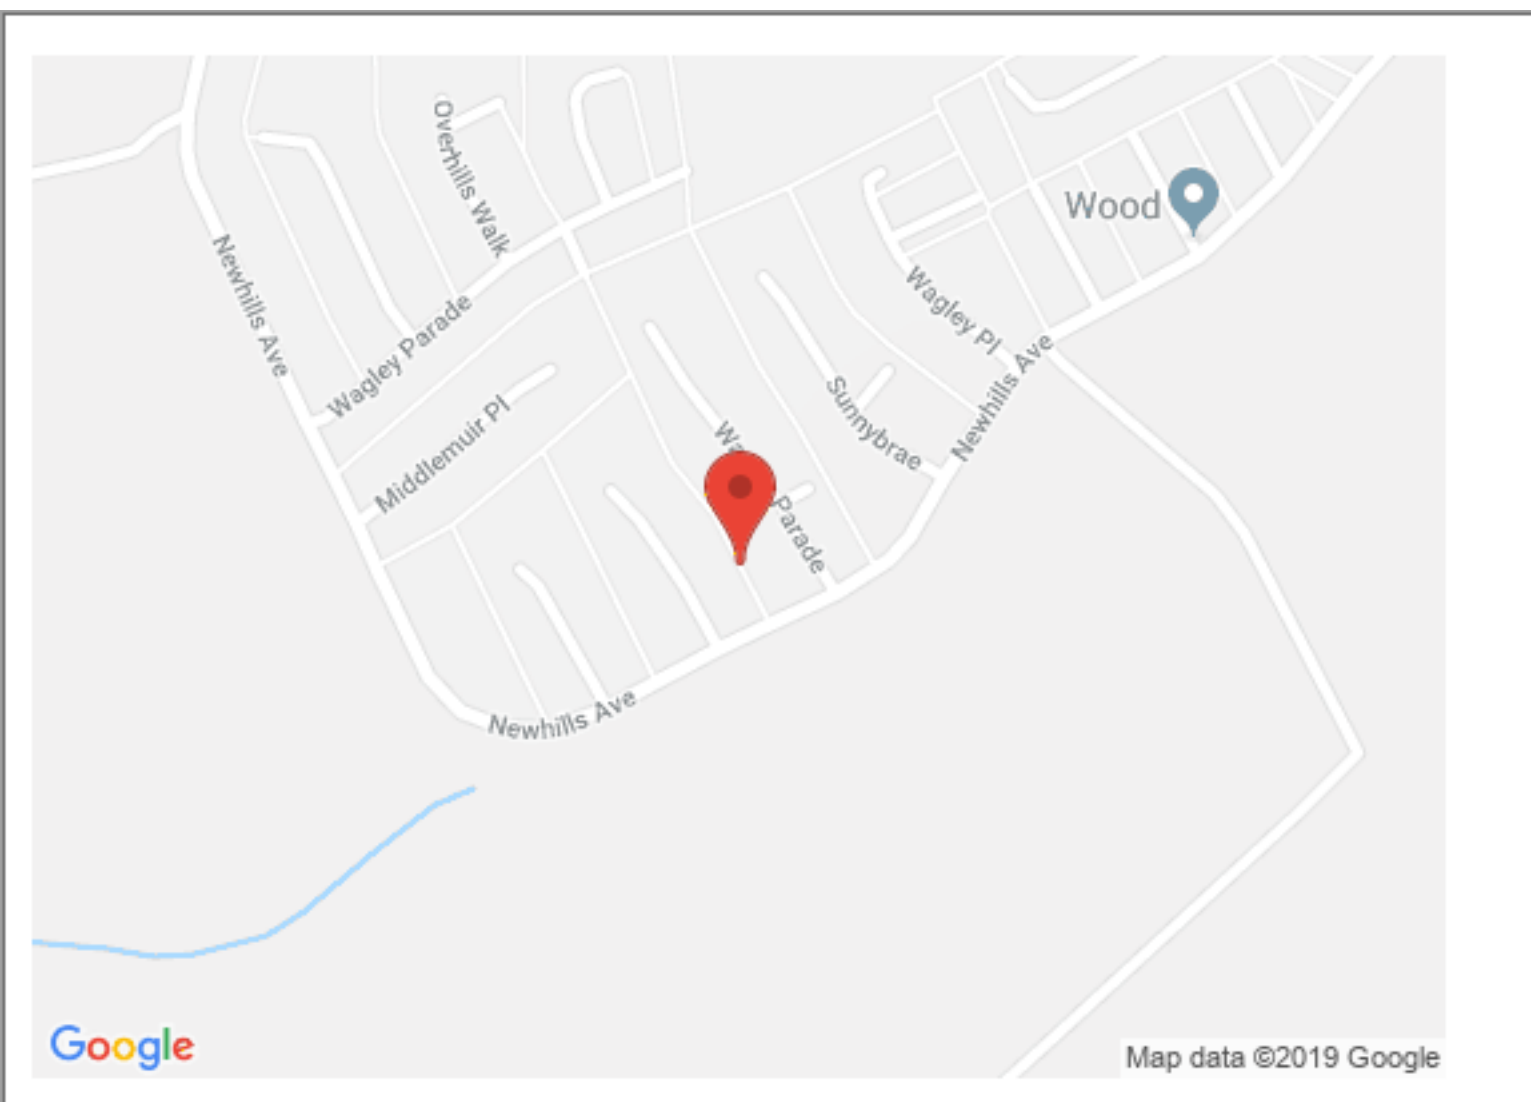 Overhills Walk
Wood
Newhills Ave
Wagley Parade
Wagley Pl
Newhills Ave
Middlemuir Pl
Sunnybrae
Parade
Newhills Ave
Google
Map data ©2019 Google